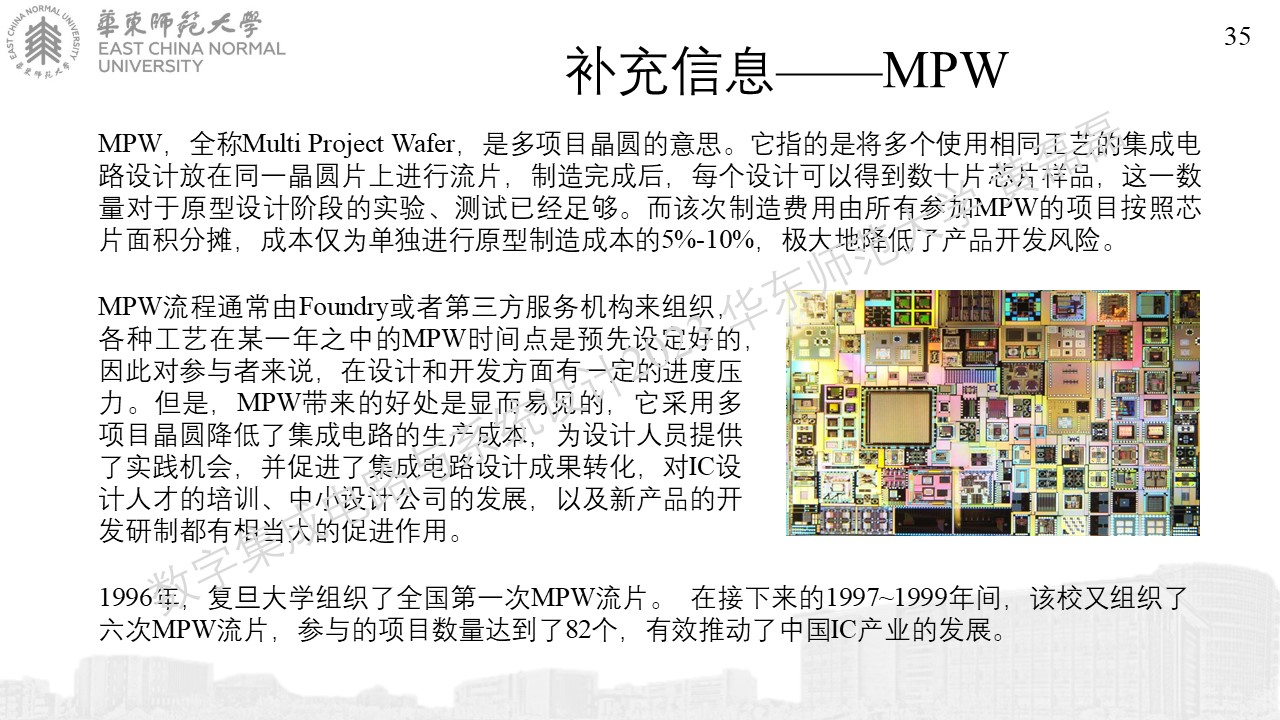 華東師範大學
EAST CHINA NORMAL
UNIVERSITY
EAST CHINA NORMAL UNIVERSITY
華東師範大學
35
补充信息——MPW
MPW，全称Multi Project Wafer，是多项目晶圆的意思。它指的是将多个使用相同工艺的集成电
路设计放在同一晶圆片上进行流片，制造完成后，每个设计可以得到数十片芯片样品，这一数
量对于原型设计阶段的实验、测试已经足够。而该次制造费用由所有参加MPW的项目按照芯
片面积分摊，成本仅为单独进行原型制造成本的5%-10%，极大地降低了产品开发风险。
MPW流程通常由Foundry或者第三方服务机构来组织，
各种工艺在某一年之中的MPW时间点是预先设定好的，
因此对参与者来说，在设计和开发方面有一定的进度压
力。但是，MPW带来的好处是显而易见的，它采用多
项目晶圆降低了集成电路的生产成本，为设计人员提供
了实践机会，并促进了集成电路设计成果转化，对IC设
计人才的培训、中小设计公司的发展，以及新产品的开
发研制都有相当大的促进作用。
1996年，复旦大学组织了全国第一次MPW流片。 在接下来的1997~1999年间，该校又组织了
六次MPW流片，参与的项目数量达到了82个，有效推动了中国IC产业的发展。
数字集成电路与系统设计 华东师范大学 黄磊磊